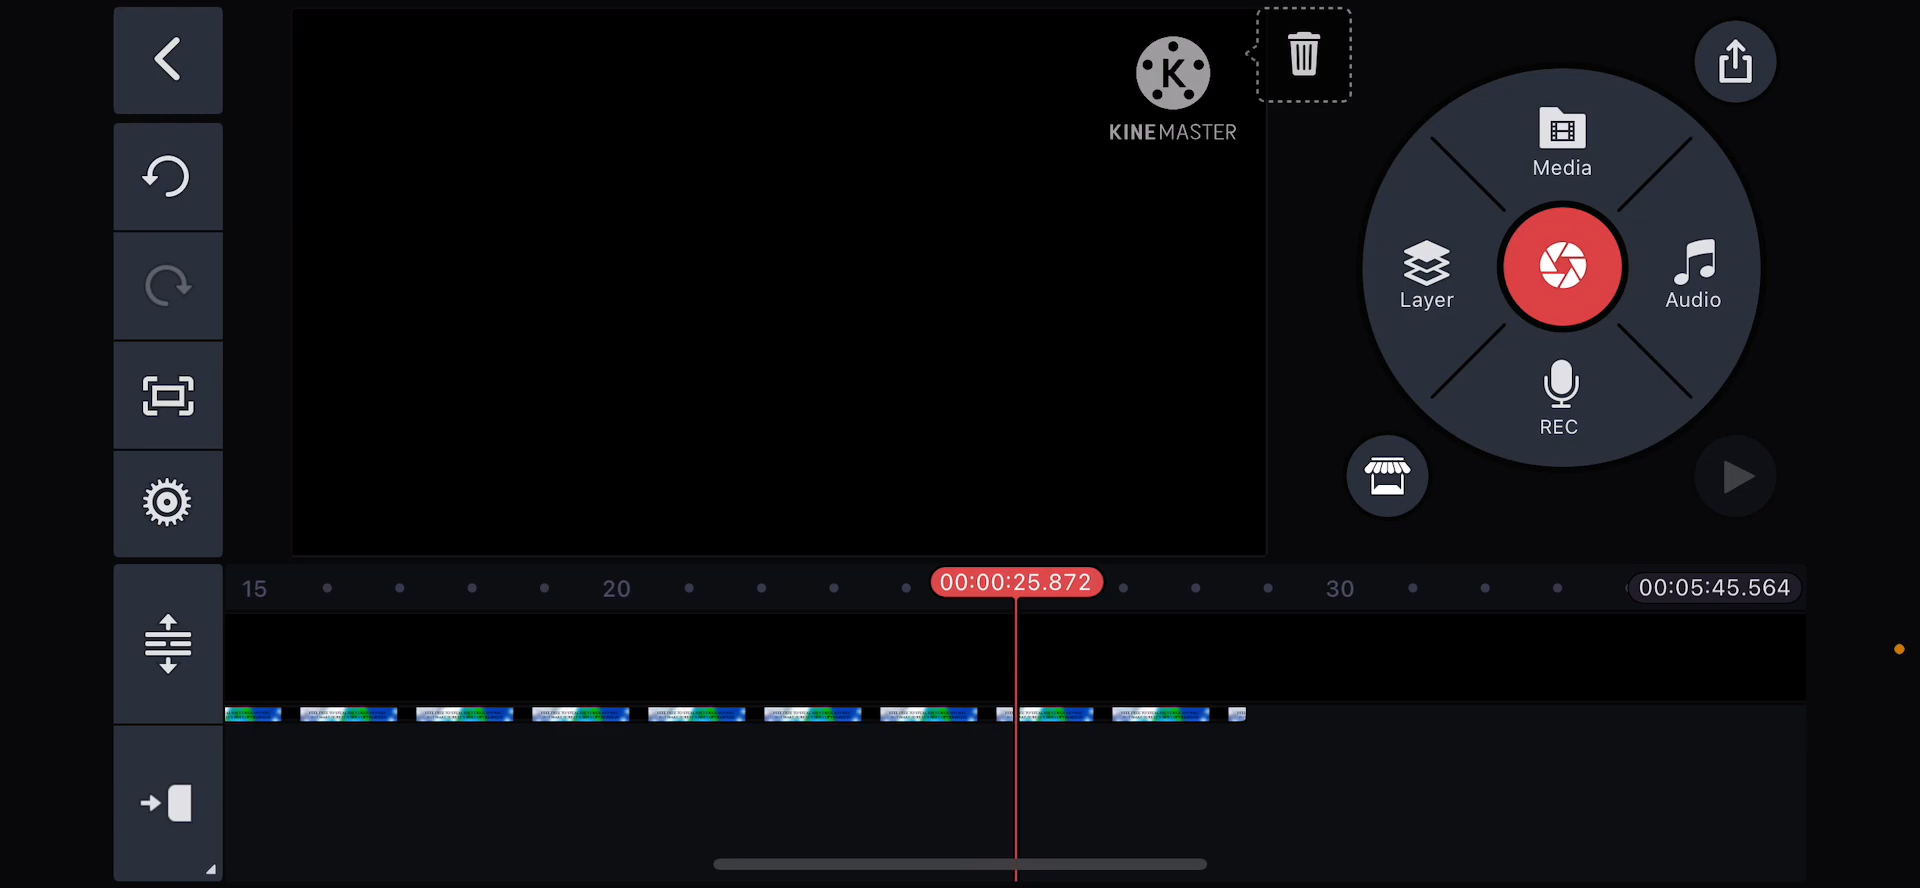 KINEMASTER
Media
Layer
Audio
REC
15
20
00:00:25.872
30
00:05:45.564